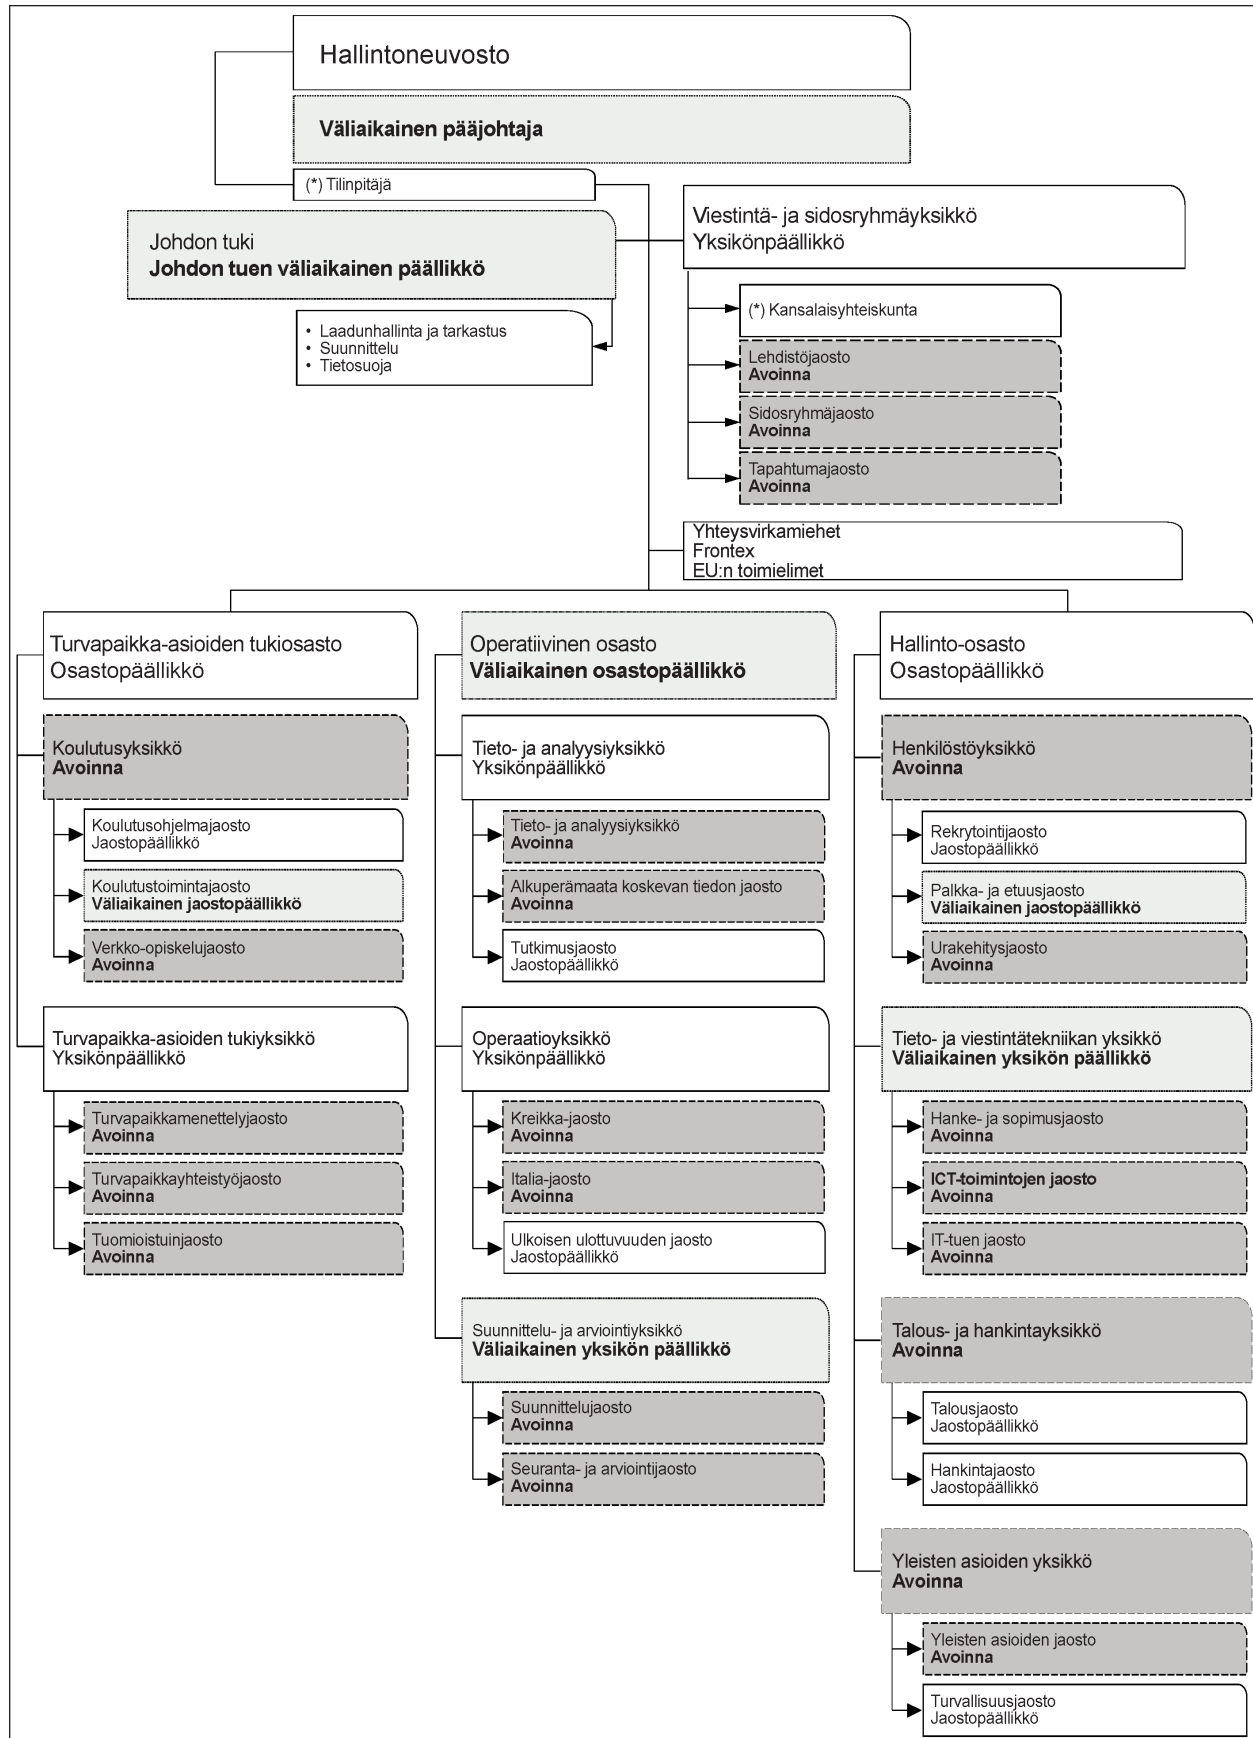 Hallintoneuvosto
Väliaikainen pääjohtaja
(*) Tilinpitäjä
Johdon tuki
Johdon tuen väliaikainen päällikkö
• Laadunhallinta ja tarkastus
• Suunnittelu
• Tietosuoja
Viestintä- ja sidosryhmäyksikkö
Yksikönpäällikkö
(*) Kansalaisyhteiskunta
Lehdistöjaosto
Avoinna
Sidosryhmäjaosto
Avoinna
Tapahtumajaosto
Avoinna
Yhteysvirkamiehet
Frontex
EU:n toimielimet
Turvapaikka-asioiden tukiosasto
Osastopäällikkö
Koulutusyksikkö
Avoinna
Koulutusohjelmajaosto
Jaostopäällikkö
Koulutustoimintajaosto
Väliaikainen jaostopäällikkö
Verkko-opiskelujaosto
Avoinna
Turvapaikka-asioiden tukiyksikkö
Yksikönpäällikkö
Turvapaikkamenettelyjaosto
Avoinna
Turvapaikkayhteistyöjaosto
Avoinna
Tuomioistuinjaosto
Avoinna
Operatiivinen osasto
Väliaikainen osastopäällikkö
Tieto- ja analyysiyksikkö
Yksikönpäällikkö
Tieto- ja analyysiyksikkö
Avoinna
Alkuperämaata koskevan tiedon jaosto
Avoinna
Tutkimusjaosto
Jaostopäällikkö
Operaatioyksikkö
Yksikönpäällikkö
Kreikka-jaosto
Avoinna
Italia-jaosto
Avoinna
Ulkoisen ulottuvuuden jaosto
Jaostopäällikkö
Suunnittelu- ja arviointiyksikkö
Väliaikainen yksikön päällikkö
Suunnittelujaosto
Avoinna
Seuranta- ja arviointijaosto
Avoinna
Hallinto-osasto
Osastopäällikkö
Henkilöstöyksikkö
Avoinna
Rekrytointijaosto
Jaostopäällikkö
Palkka- ja etuusjaosto
Väliaikainen jaostopäällikkö
Urakehitysjaosto
Avoinna
Tieto- ja viestintätekniikan yksikkö
Väliaikainen yksikön päällikkö
Hanke- ja sopimusjaosto
Avoinna
ICT-toimintojen jaosto
Avoinna
IT-tuen jaosto
Avoinna
Talous- ja hankintayksikkö
Avoinna
Talousjaosto
Jaostopäällikkö
Hankintajaosto
Jaostopäällikkö
Yleisten asioiden yksikkö
Avoinna
Yleisten asioiden jaosto
Avoinna
Turvallisuusjaosto
Jaostopäällikkö